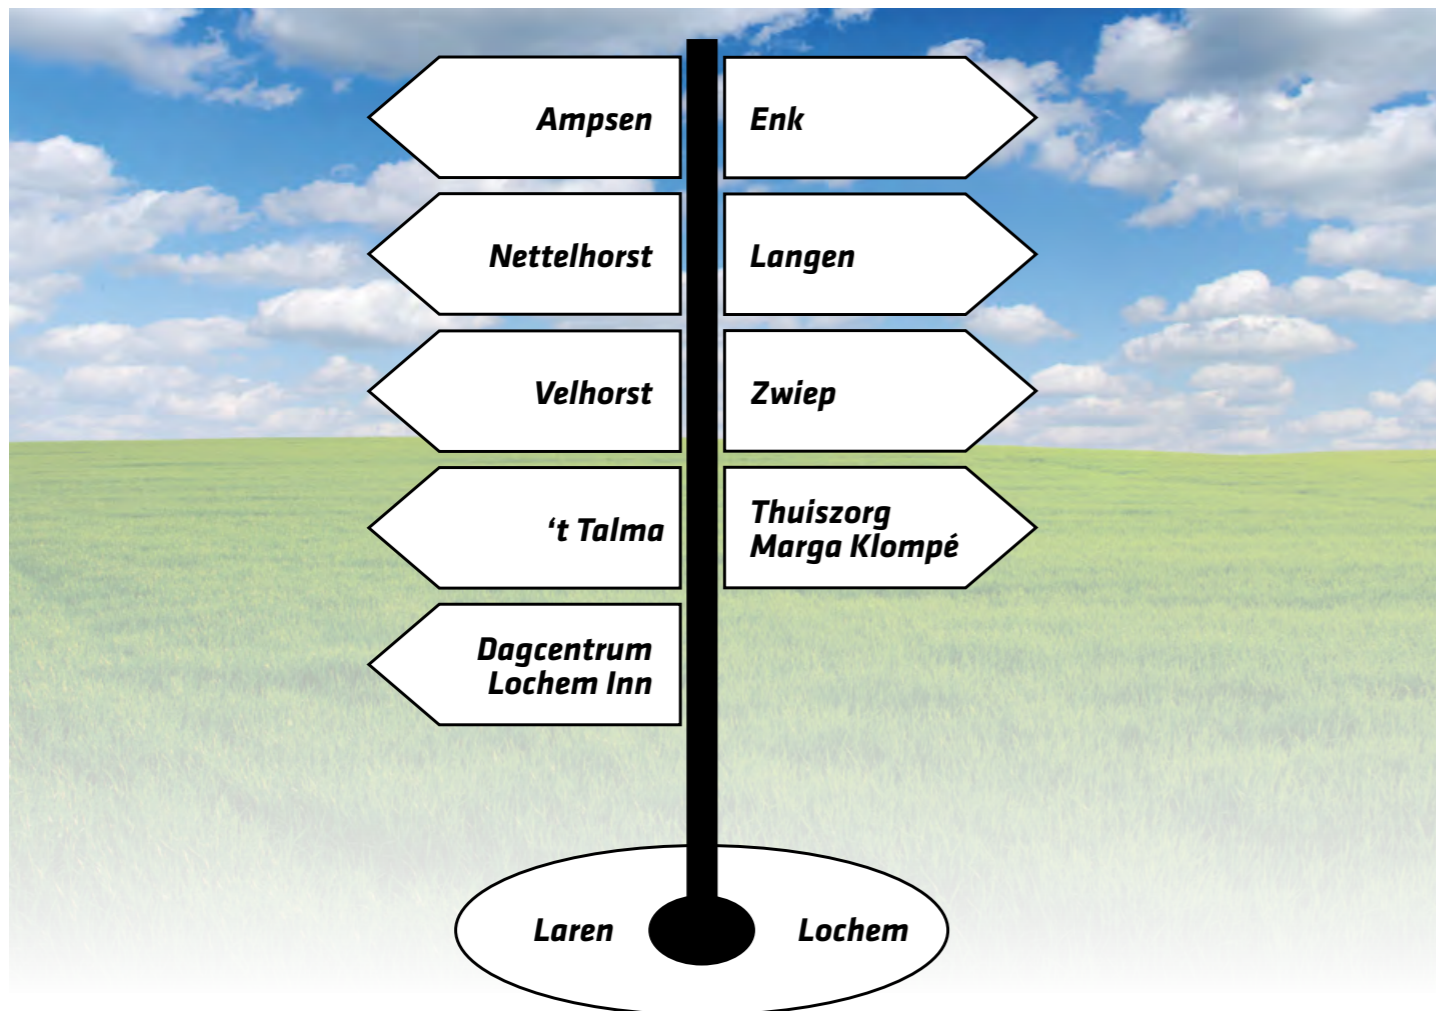 Ampsen
Enk
Nettelhorst
Langen
Velhorst
Zwiep
‘t Talma
Thuiszorg
Marga Klompé
Dagcentrum
Lochem Inn
Laren
Lochem